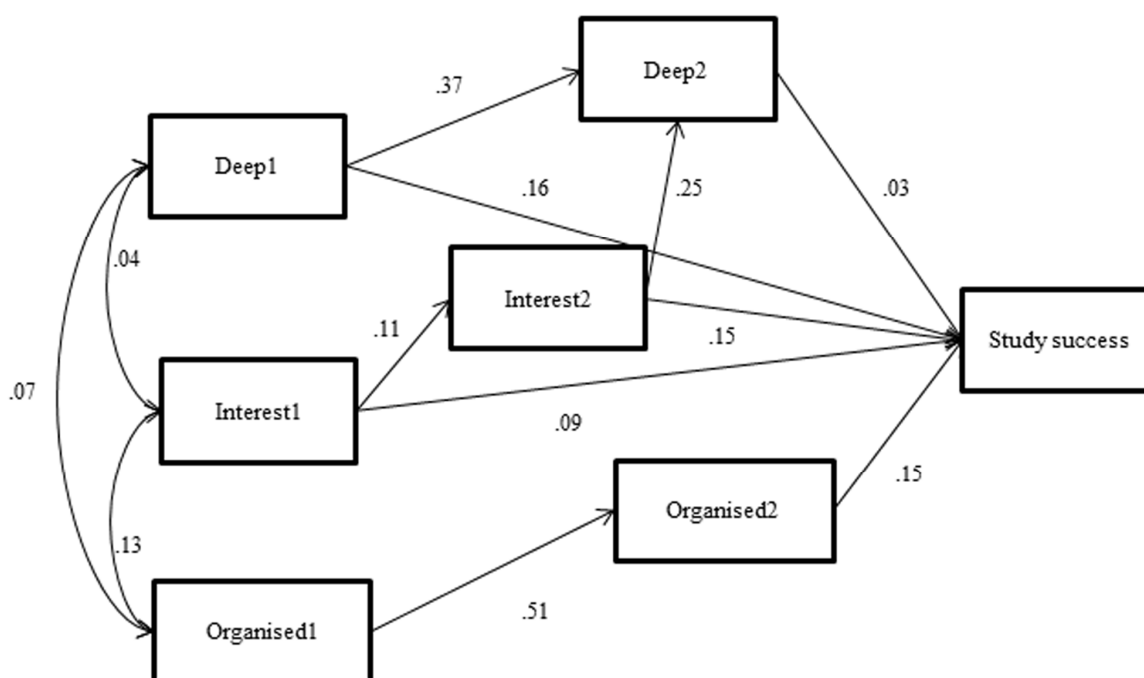 Deep2
.37
Deep1
.16
.25
.03
.04
Interest2
.11
.15
Study success
.07
Interest1
.09
.15
Organised2
.13
.51
Organised1